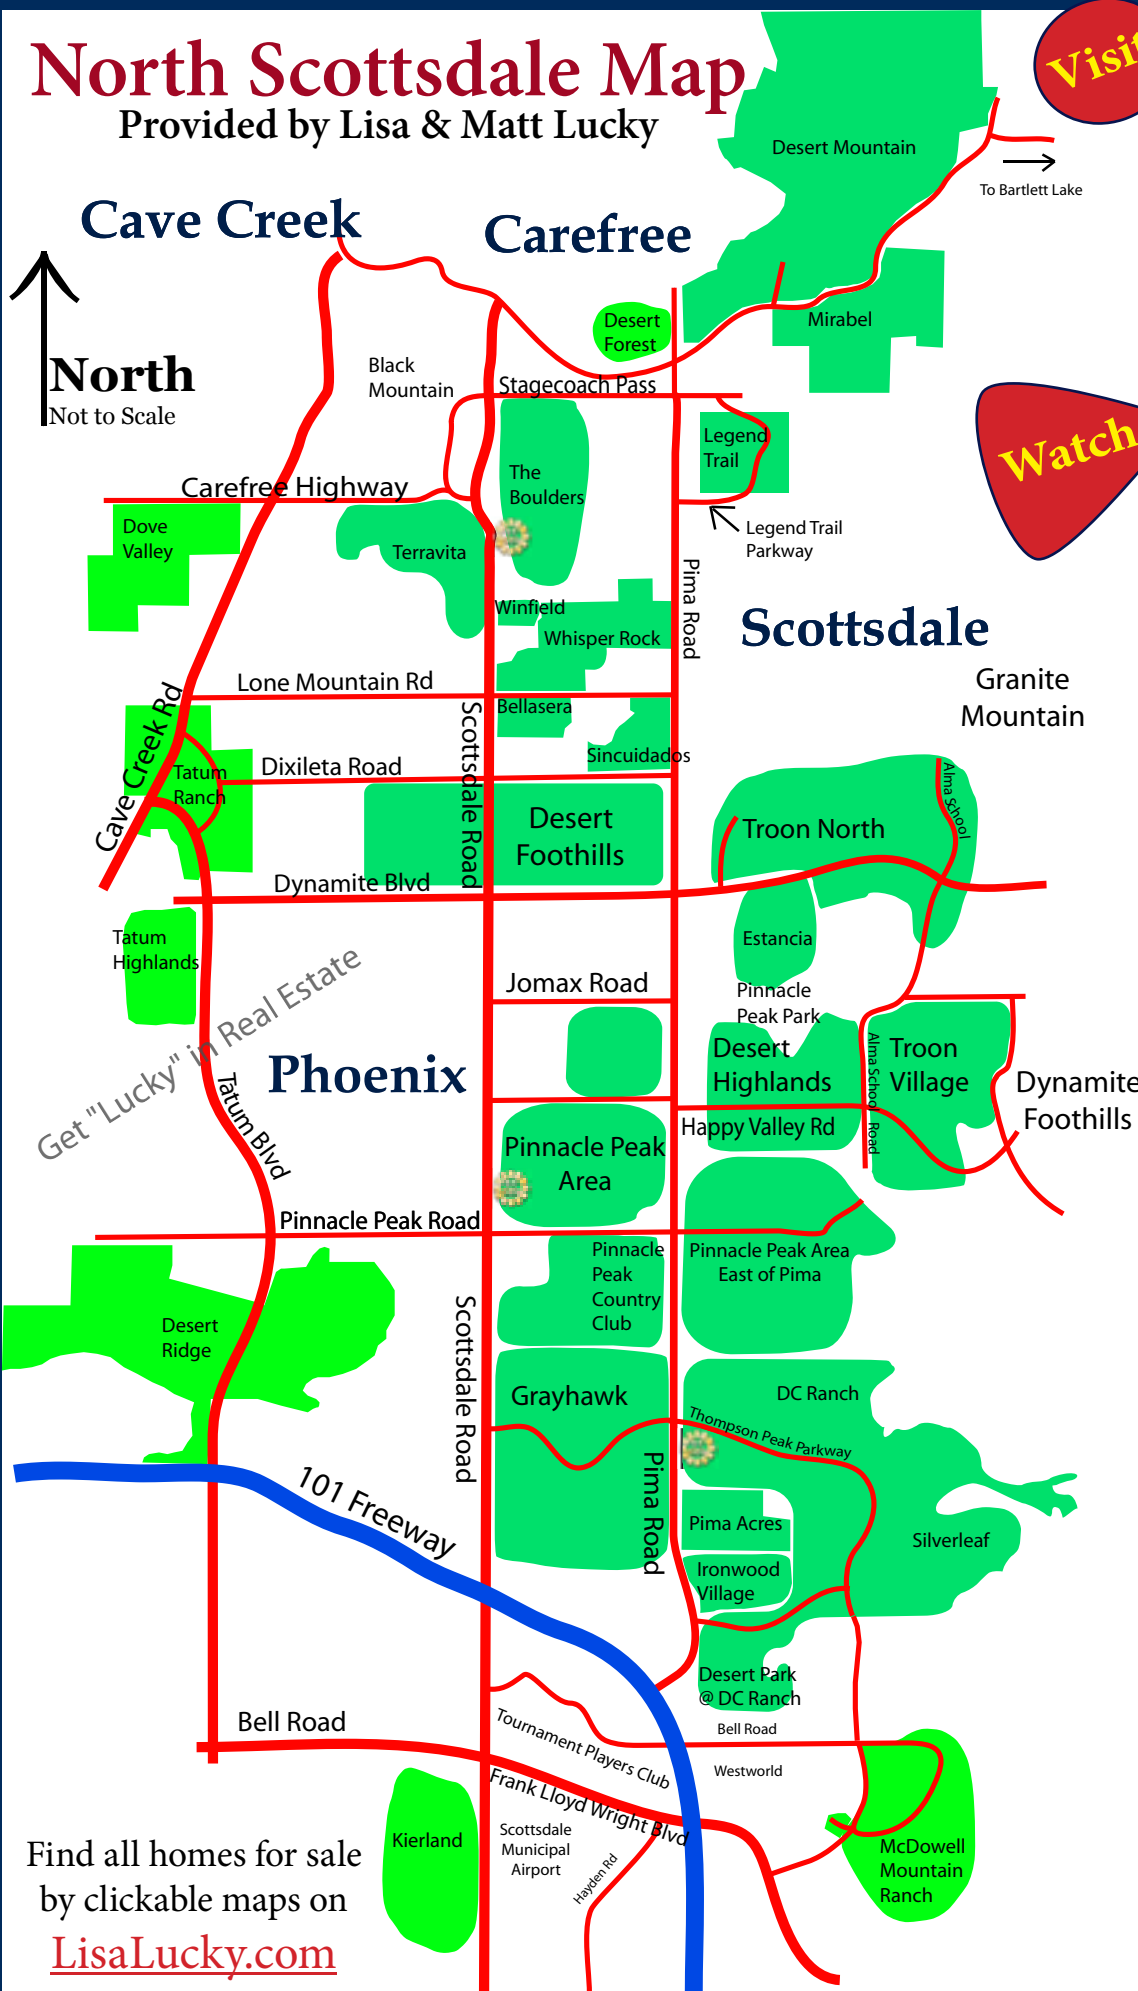 North Scottsdale Map
Provided by Lisa & Matt Lucky
Visit
Desert Mountain
To Bartlett Lake
Cave Creek
Carefree
North
Not to Scale
Desert
Forest
Mirabel
Black
Mountain
Stagecoach Pass
Legend
Trail
Watch
The
Boulders
Carefree Highway
Dove
Valley
Terravita
Legend Trail
Parkway
Pima Road
Winfield
Whisper Rock
Scottsdale
Granite
Mountain
Lone Mountain Rd
Cave Creek Rd
Scottsdale Road
Bellasera
Sincuidados
Tatum
Ranch
Dixileta Road
Alma School
Desert
Foothills
Troon North
Dynamite Blvd
Tatum
Highlands
Estancia
Get "Lucky" in Real Estate
Jomax Road
Pinnacle
Peak Park
Phoenix
Desert
Highlands
Alma School Road
Troon
Village
Dynamite
Foothills
Tatum Blvd
Happy Valley Rd
Pinnacle Peak
Area
Pinnacle Peak Road
Pinnacle
Peak
Country
Club
Pinnacle Peak Area
East of Pima
Desert
Ridge
Scottsdale Road
Grayhawk
DC Ranch
Thompson Peak Parkway
Pima Road
101 Freeway
Pima Acres
Silverleaf
Ironwood
Village
Desert Park
@ DC Ranch
Bell Road
Tournament Players Club
Bell Road
Westworld
Frank Lloyd Wright Blvd
Kierland
Scottsdale
Municipal
Airport
Hayden Rd
McDowell
Mountain
Ranch
Find all homes for sale
by clickable maps on
LisaLucky.com